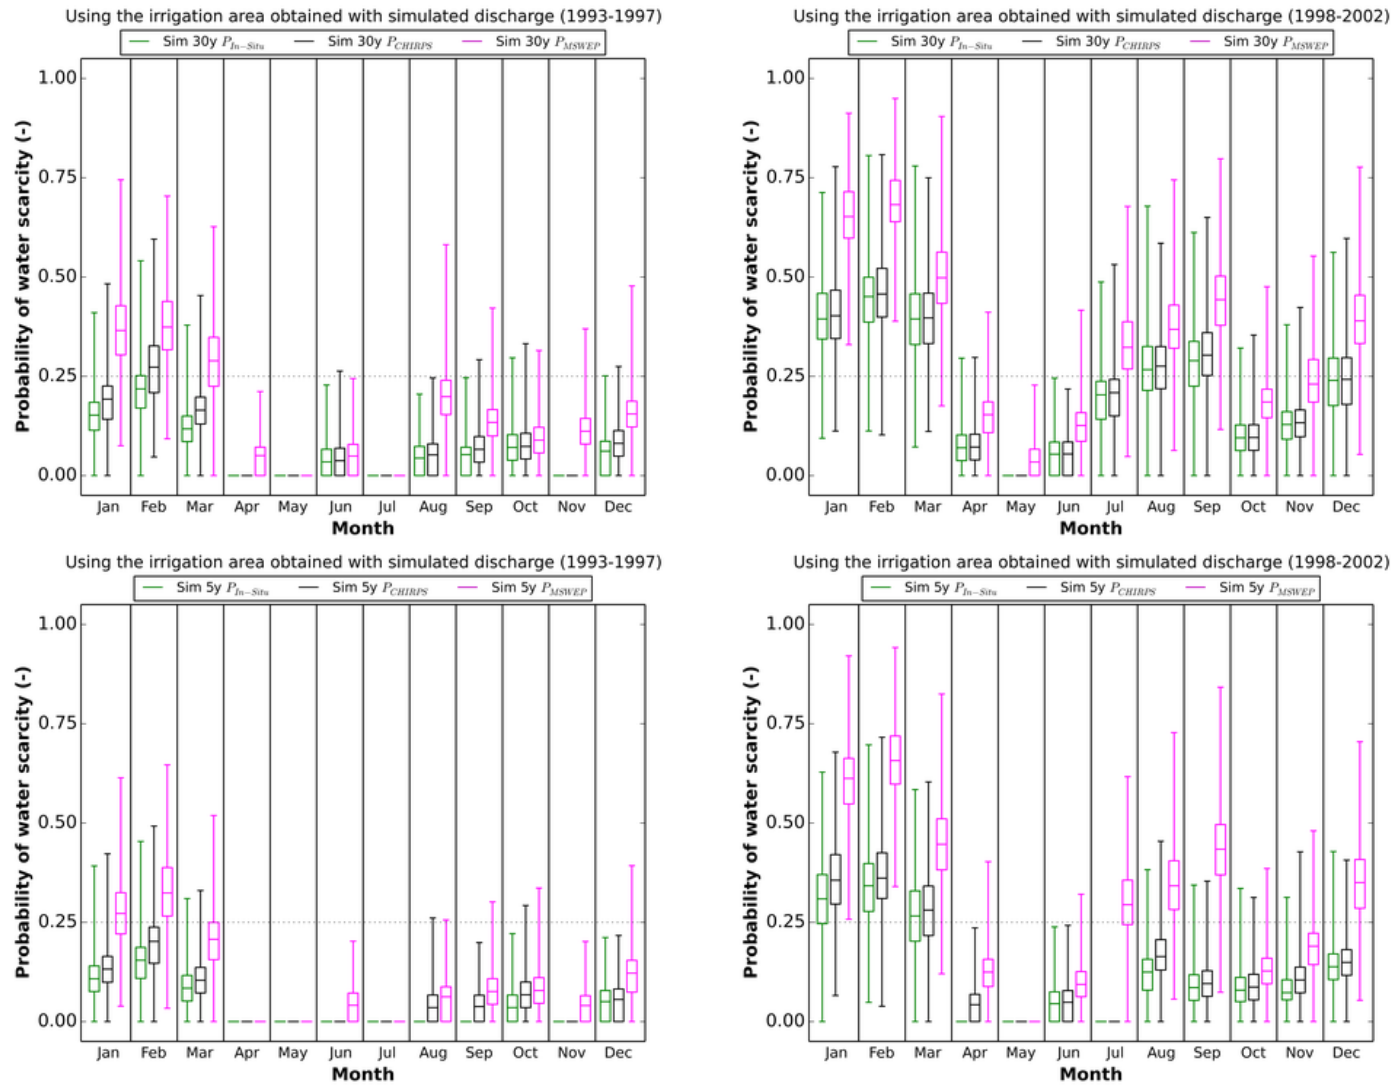 Using the irrigation area obtained with simulated discharge (1993-1997)
Sim 30y P_In-Situ Sim 30y P_CHIRPS Sim 30y P_MSWEP
1.00
0.75
0.50
0.25
0.00
Probability of water scarcity (-)
Jan Feb Mar Apr May Jun Jul Aug Sep Oct Nov Dec
Month
Using the irrigation area obtained with simulated discharge (1998-2002)
Sim 30y P_In-Situ Sim 30y P_CHIRPS Sim 30y P_MSWEP
1.00
0.75
0.50
0.25
0.00
Probability of water scarcity (-)
Jan Feb Mar Apr May Jun Jul Aug Sep Oct Nov Dec
Month
Using the irrigation area obtained with simulated discharge (1993-1997)
Sim 5y P_In-Situ Sim 5y P_CHIRPS Sim 5y P_MSWEP
1.00
0.75
0.50
0.25
0.00
Probability of water scarcity (-)
Jan Feb Mar Apr May Jun Jul Aug Sep Oct Nov Dec
Month
Using the irrigation area obtained with simulated discharge (1998-2002)
Sim 5y P_In-Situ Sim 5y P_CHIRPS Sim 5y P_MSWEP
1.00
0.75
0.50
0.25
0.00
Probability of water scarcity (-)
Jan Feb Mar Apr May Jun Jul Aug Sep Oct Nov Dec
Month